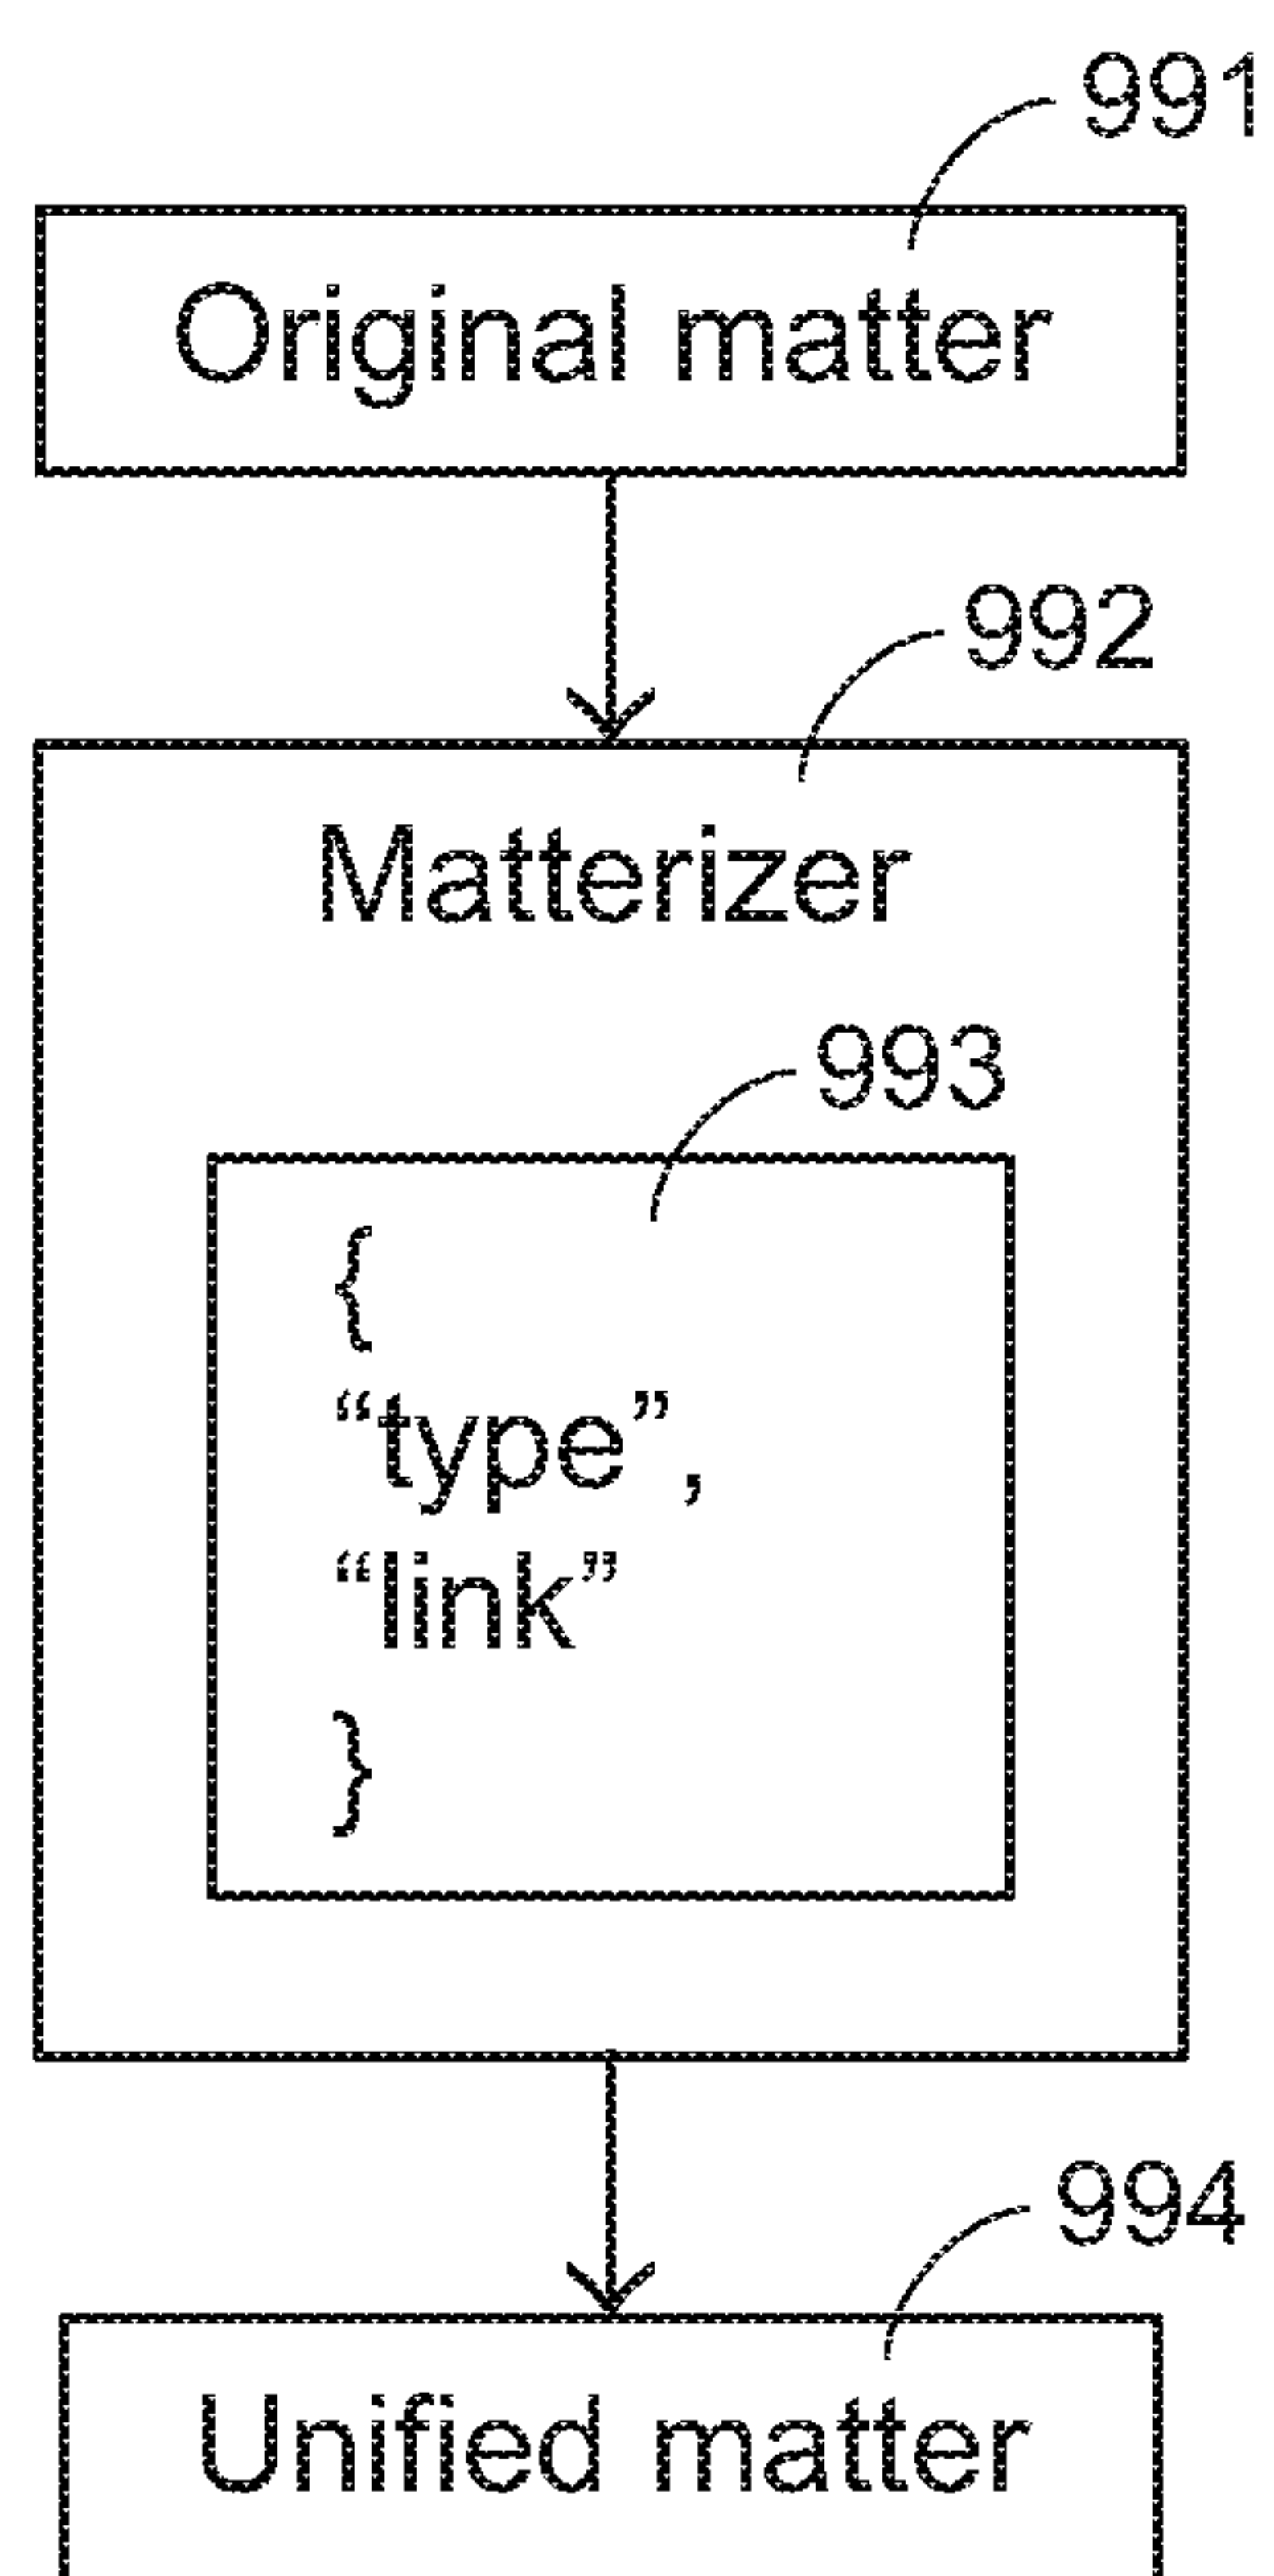 991
Original matter
992
Matterizer
993
{
“type”,
“link”
}
994
Unified matter